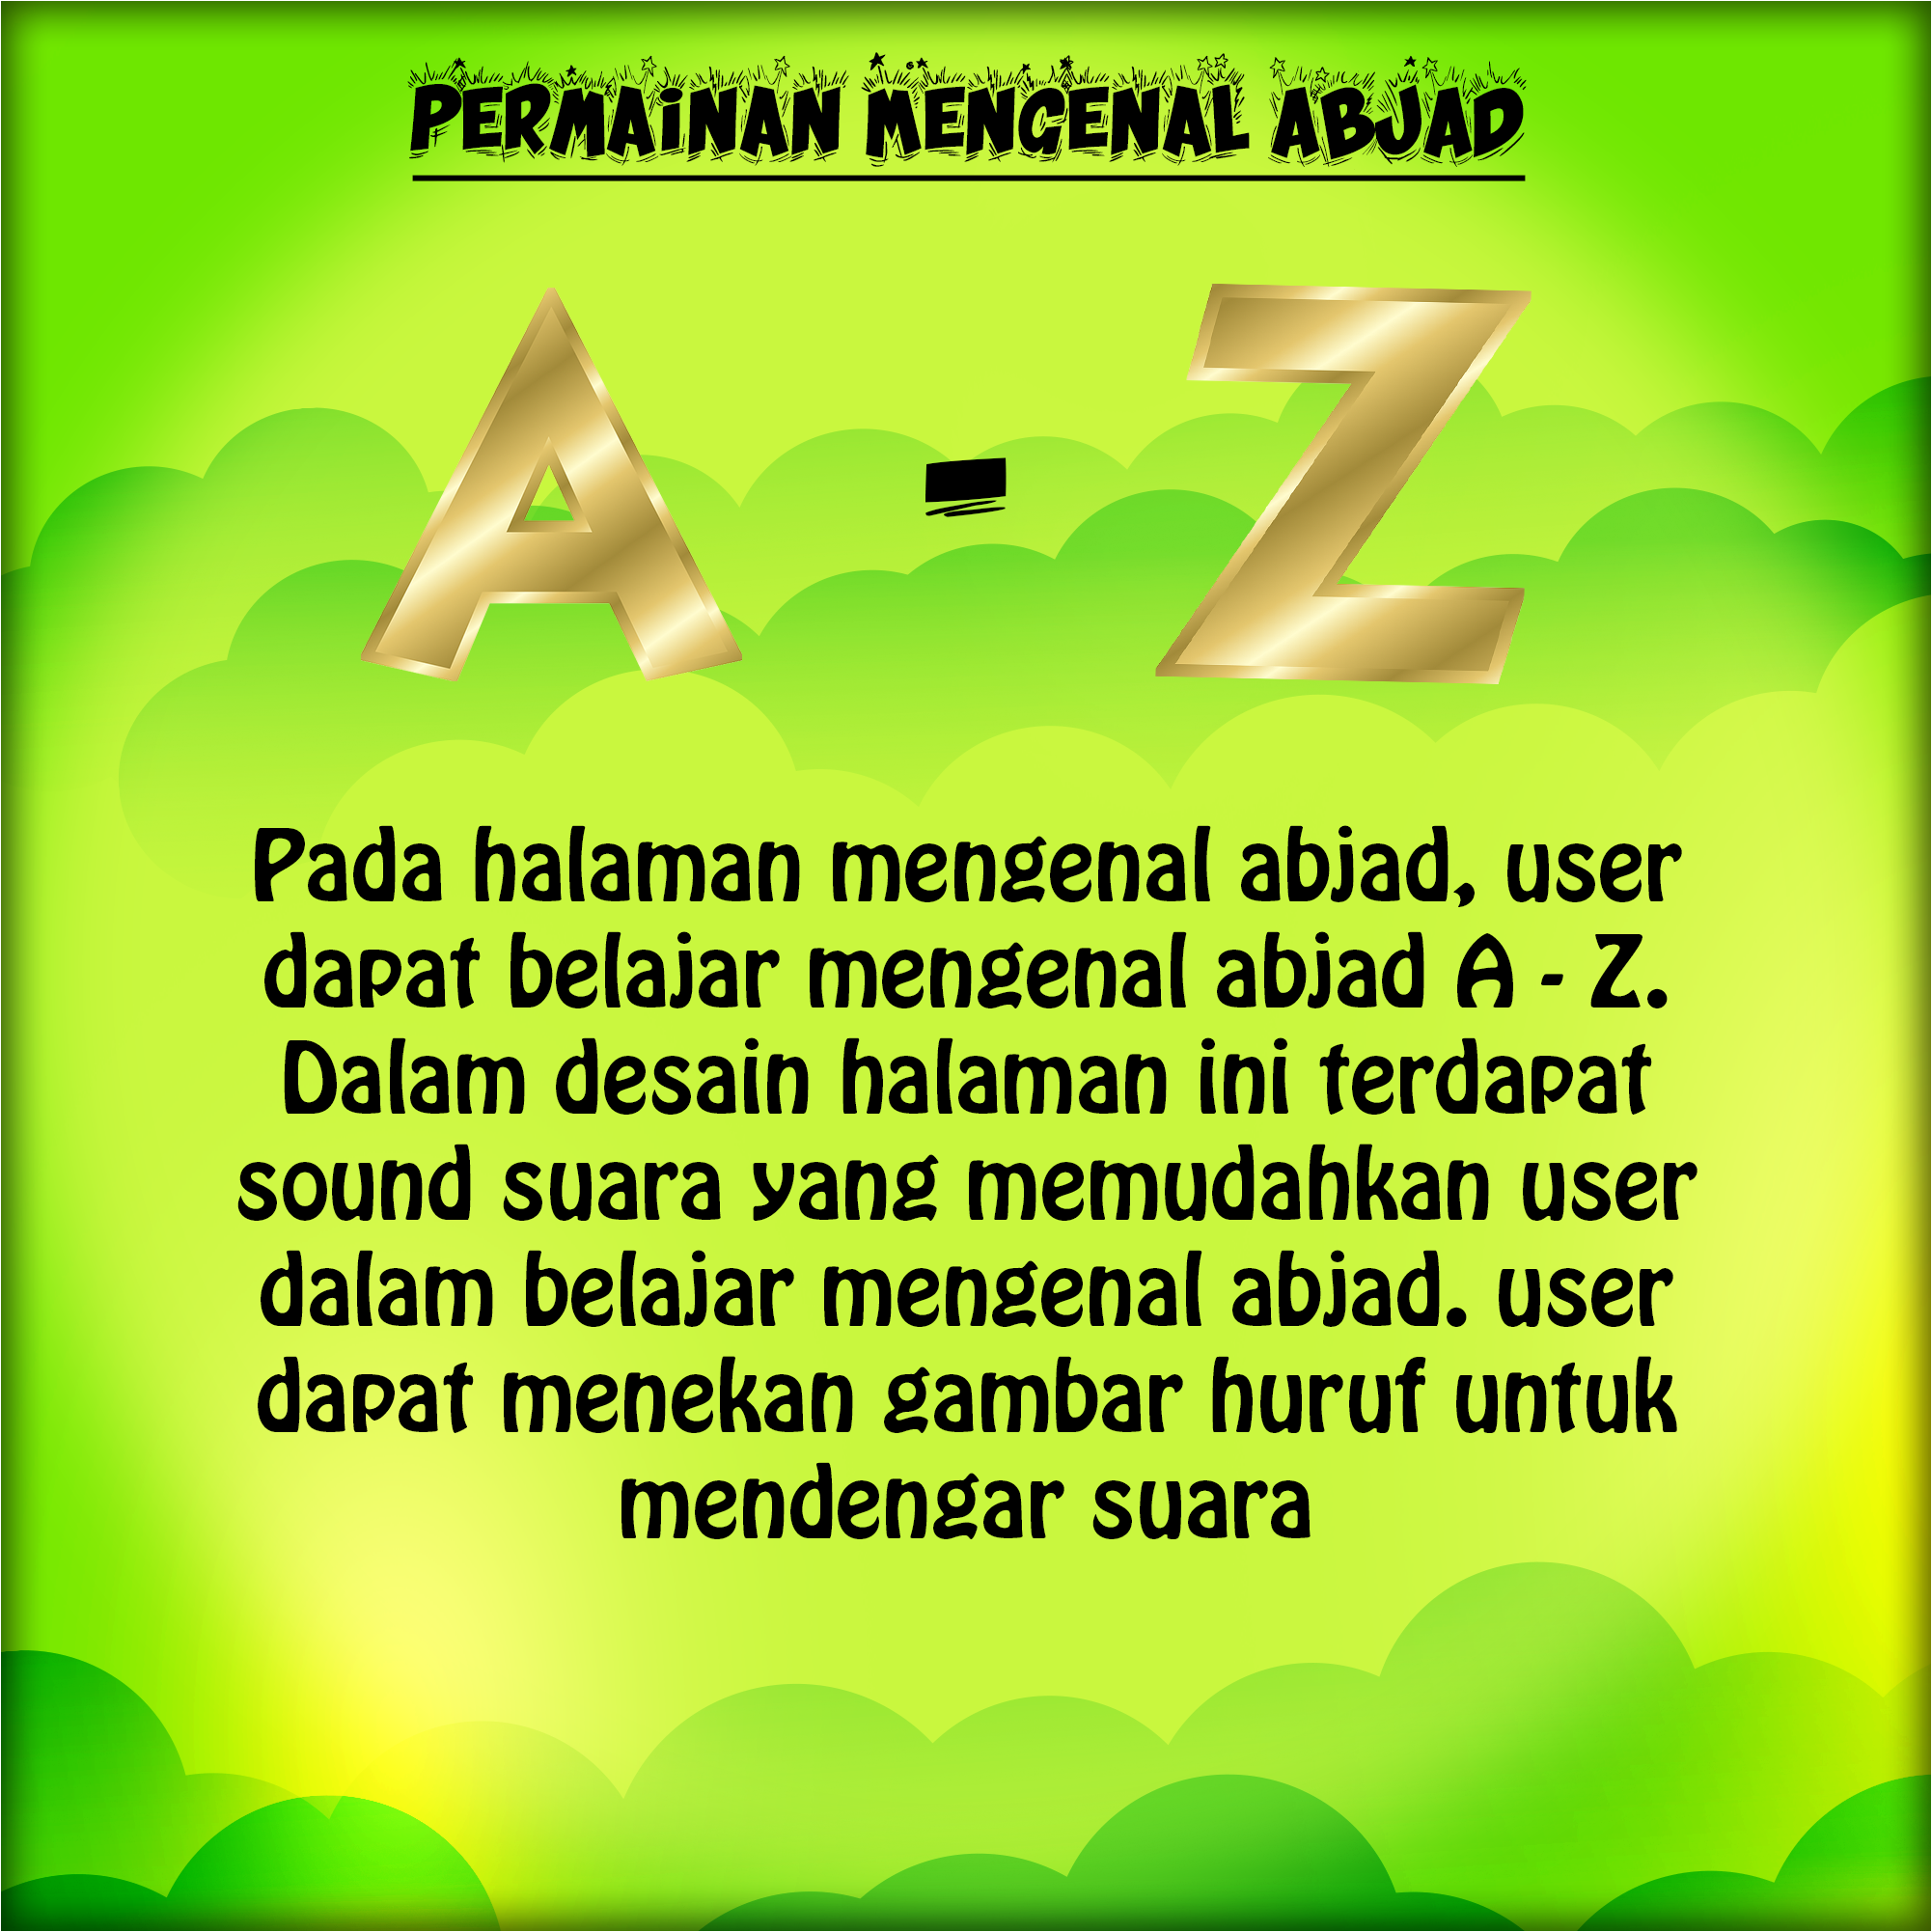 PERMAiNAN MENGENAL ABJAD
A - Z
Pada halaman mengenal abjad, user
dapat belajar mengenal abjad A - Z.
Dalam desain halaman ini terdapat
sound suara yang memudahkan user
dalam belajar mengenal abjad. user
dapat menekan gambar huruf untuk
mendengar suara